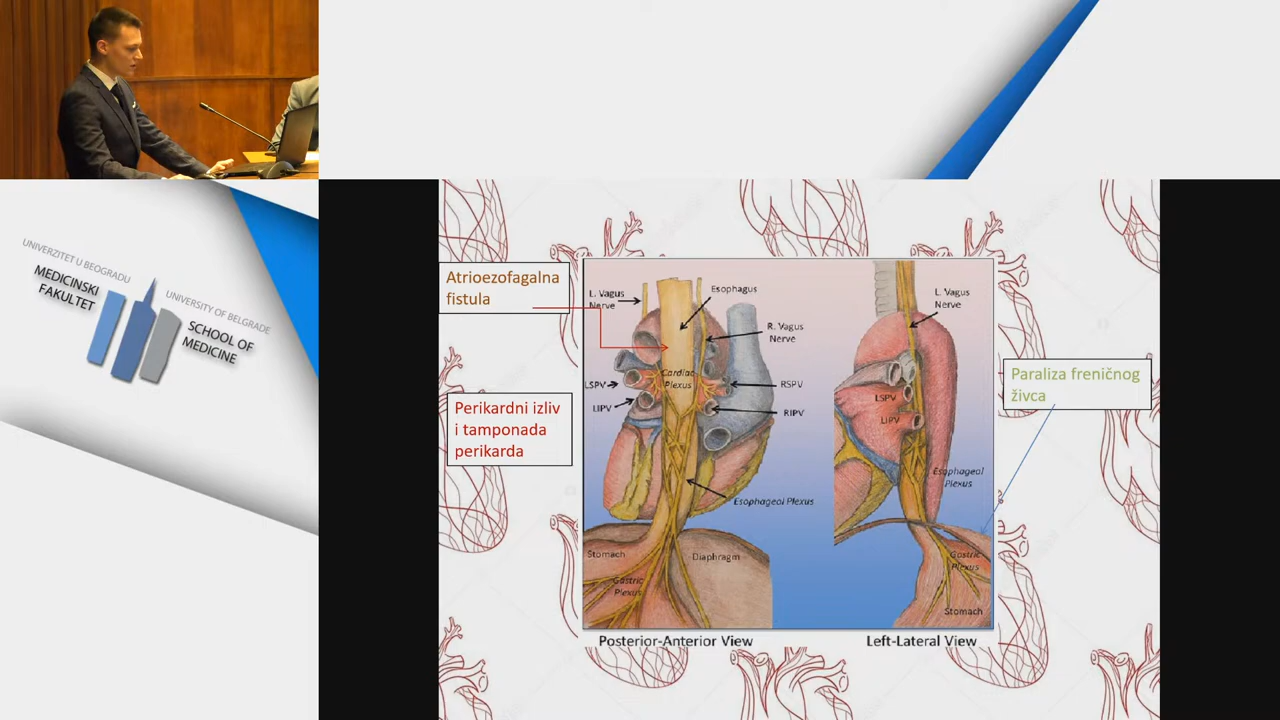 UNIVERZITET U BEOGRADU
MEDICINSKI
FAKULTET
UNIVERSITY OF BELGRADE
SCHOOL OF
MEDICINE
Atrioezofagalna
fistula
Perikardni izliv
i tamponada
perikarda
L. Vagus
Nerve
Esophagus
R. Vagus
Nerve
Cardiac
Plexus
LSPV
RSPV
LIPV
RIPV
Esophageal Plexus
Stomach
Diaphragm
Gastric
Plexus
Posterior-Anterior View
L. Vagus
Nerve
LSPV
LIPV
Esophageal
Plexus
Gastric
Plexus
Stomach
Left-Lateral View
Paraliza freničnog
živca